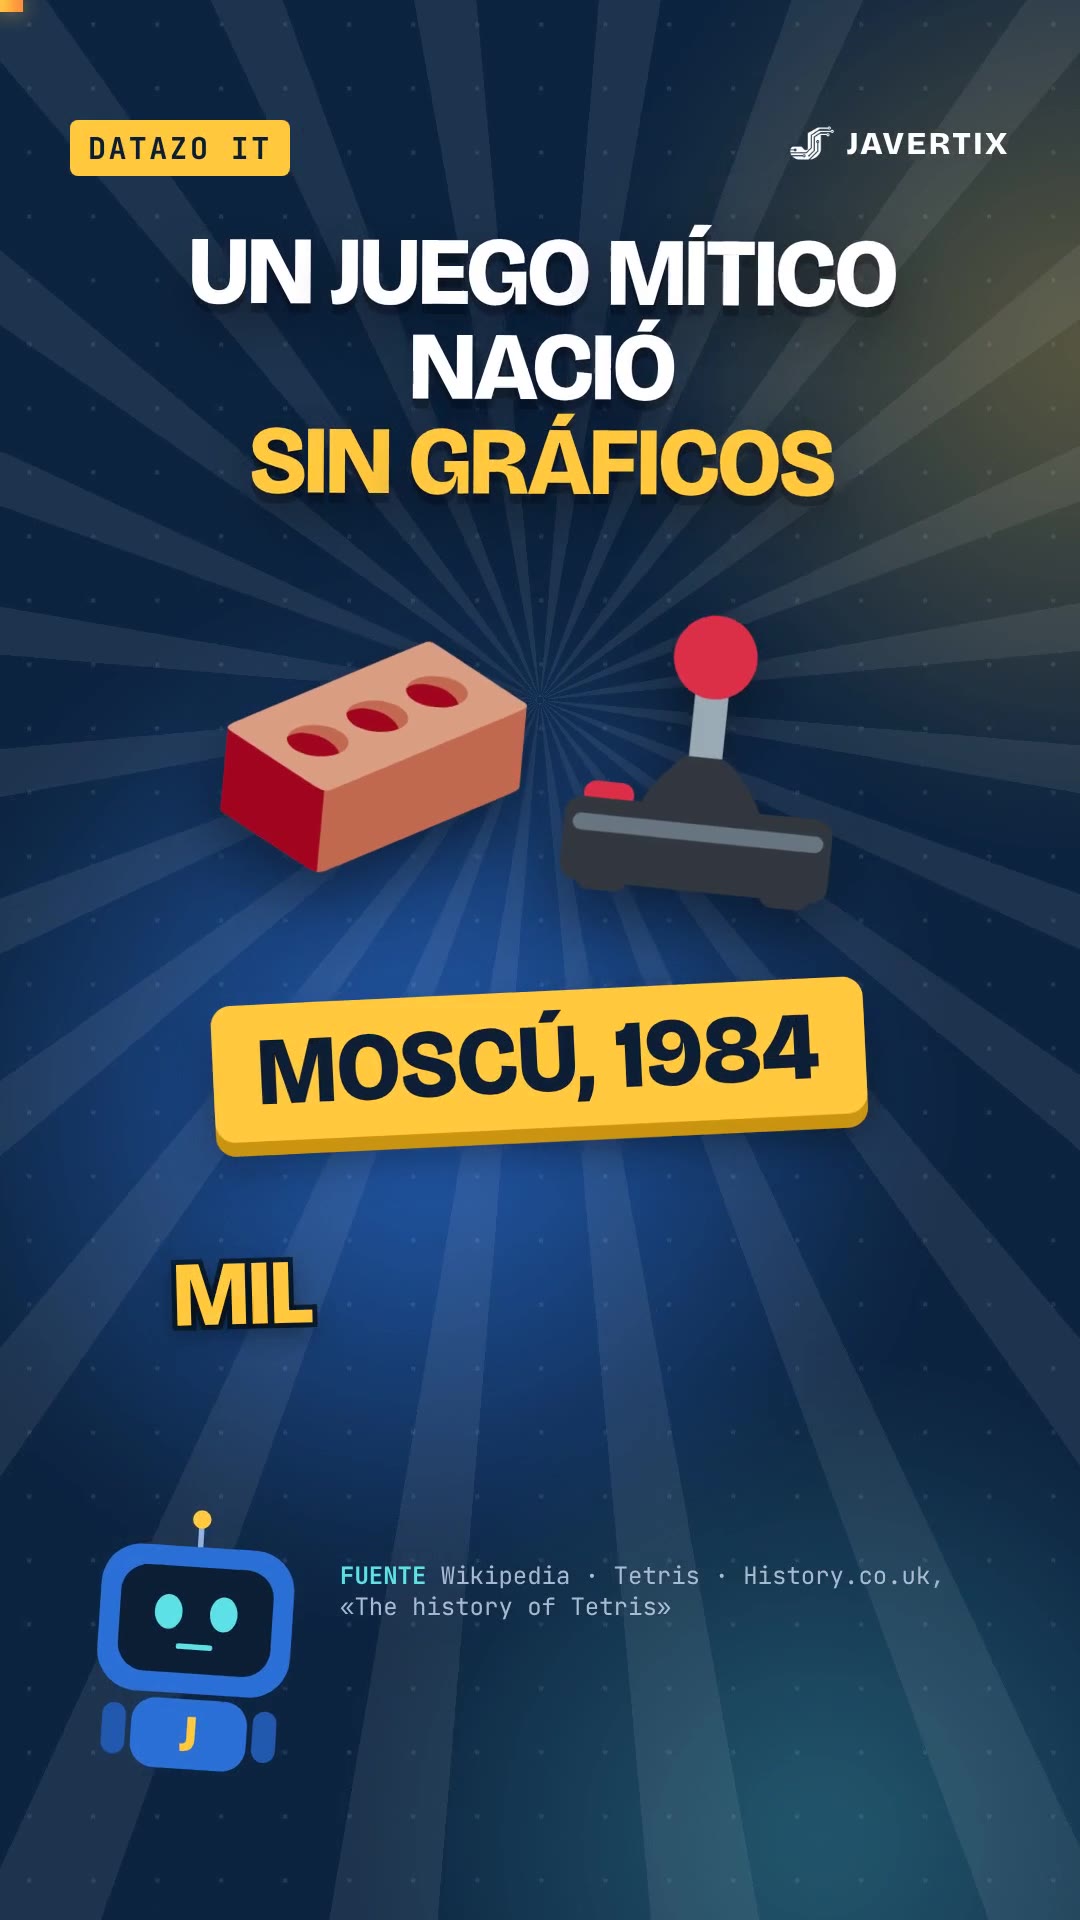 DATAZO IT
JAVERTIX
UN JUEGO MÍTICO
NACIÓ
SIN GRÁFICOS
MOSCÚ, 1984
MIL
FUENTE Wikipedia · Tetris · History.co.uk,
«The history of Tetris»
J